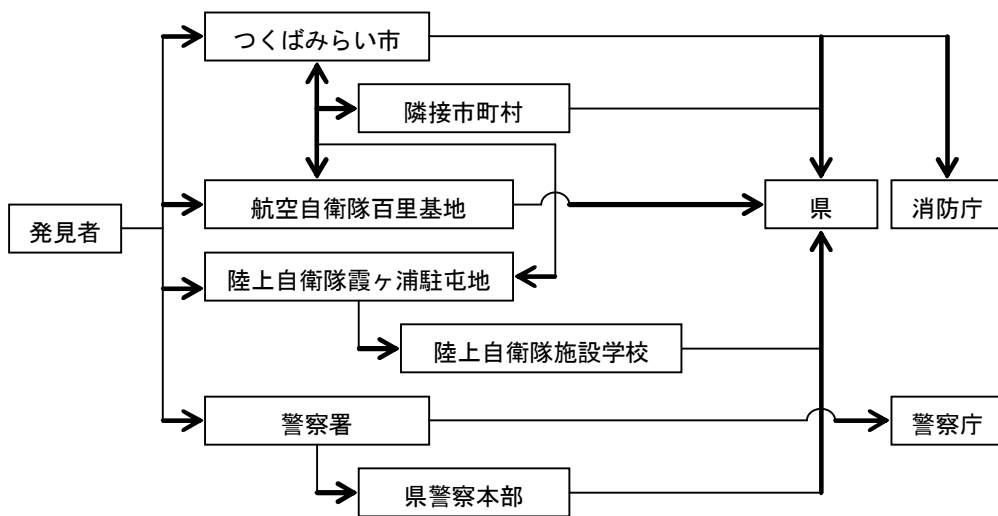 つくばみらい市
隣接市町村
発見者
航空自衛隊百里基地
県
消防庁
陸上自衛隊霞ヶ浦駐屯地
陸上自衛隊施設学校
警察署
警察庁
県警察本部